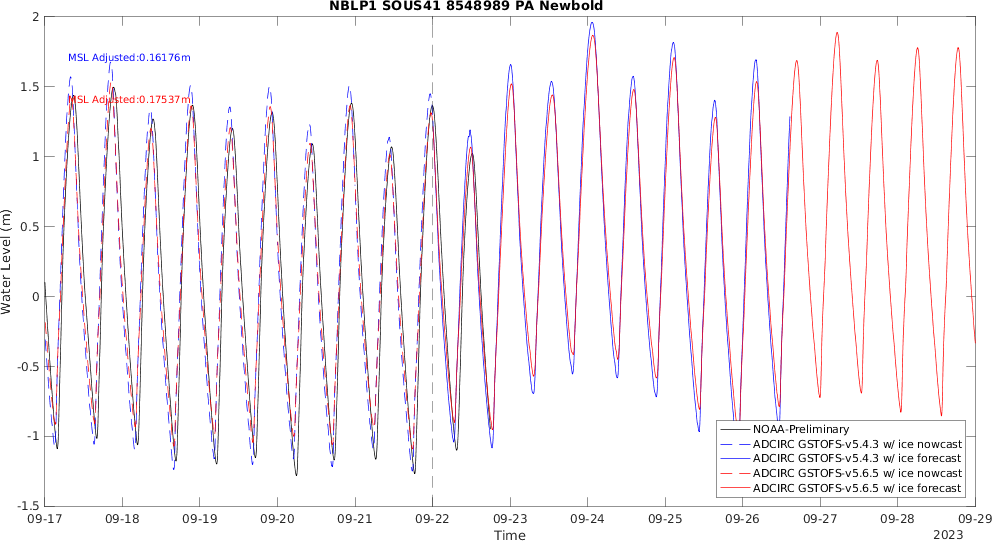 NBLP1 SOUS41 8548989 PA Newbold
MSL Adjusted:0.16176m
MSL Adjusted:0.17537m
Water Level (m)
2
1.5
1
0.5
0
-0.5
-1
-1.5
NOAA-Preliminary
ADCIRC GSTOFS-v5.4.3 w/ ice nowcast
ADCIRC GSTOFS-v5.4.3 w/ ice forecast
ADCIRC GSTOFS-v5.6.5 w/ ice nowcast
ADCIRC GSTOFS-v5.6.5 w/ ice forecast
09-17 09-18 09-19 09-20 09-21 09-22 09-23 09-24 09-25 09-26 09-27 09-28 09-29
Time
2023